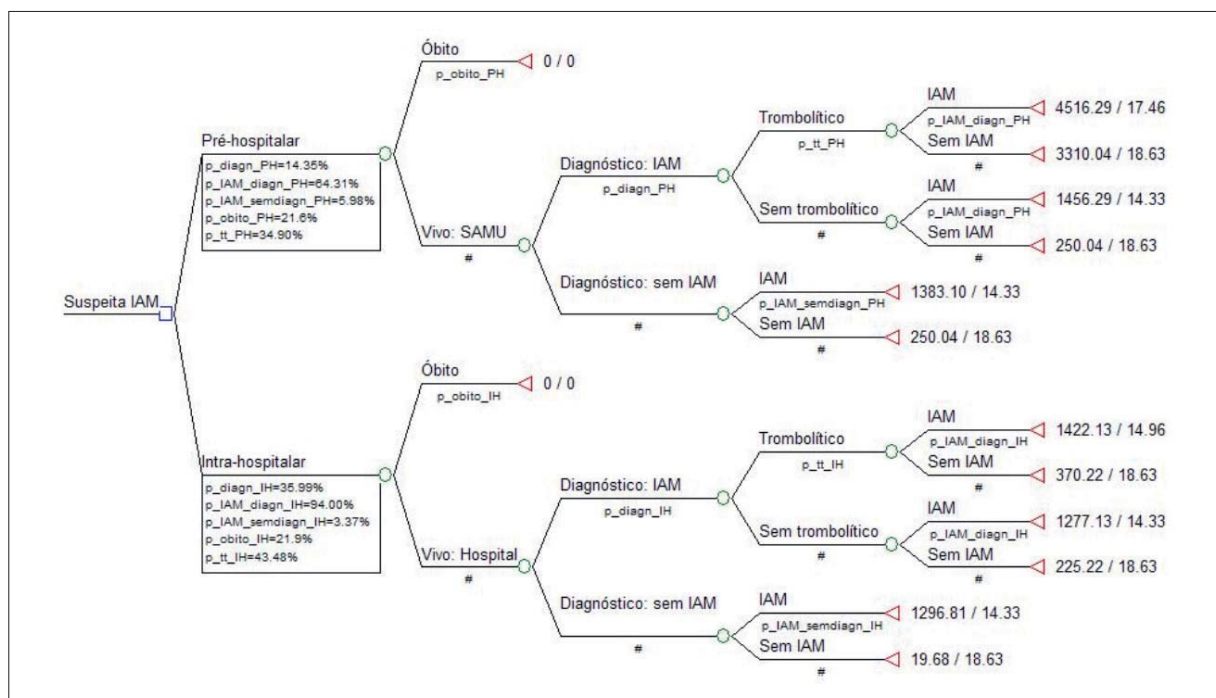 Óbito
p_obito_PH
0 / 0
Pré-hospitalar
p_diagn_PH=14.35%
p_IAM_diagn_PH=64.31%
p_IAM_semdiagn_PH=5.98%
p_obito_PH=21.6%
p_tt_PH=34.90%
Vivo: SAMU
#
Diagnóstico: IAM
p_diagn_PH
Trombolítico
p_tt_PH
IAM
p_IAM_diagn_PH
4516.29 / 17.46
Sem IAM
#
3310.04 / 18.63
Sem trombolítico
#
IAM
p_IAM_diagn_PH
1456.29 / 14.33
Sem IAM
#
250.04 / 18.63
Diagnóstico: sem IAM
#
IAM
p_IAM_semdiagn_PH
1383.10 / 14.33
Sem IAM
#
250.04 / 18.63
Suspeita IAM
Óbito
p_obito_IH
0 / 0
Intra-hospitalar
p_diagn_IH=35.99%
p_IAM_diagn_IH=94.00%
p_IAM_semdiagn_IH=3.37%
p_obito_IH=21.9%
p_tt_IH=43.48%
Vivo: Hospital
#
Diagnóstico: IAM
p_diagn_IH
Trombolítico
p_tt_IH
IAM
p_IAM_diagn_IH
1422.13 / 14.96
Sem IAM
#
370.22 / 18.63
Sem trombolítico
#
IAM
p_IAM_diagn_IH
1277.13 / 14.33
Sem IAM
#
225.22 / 18.63
Diagnóstico: sem IAM
#
IAM
p_IAM_semdiagn_IH
1296.81 / 14.33
Sem IAM
#
19.68 / 18.63